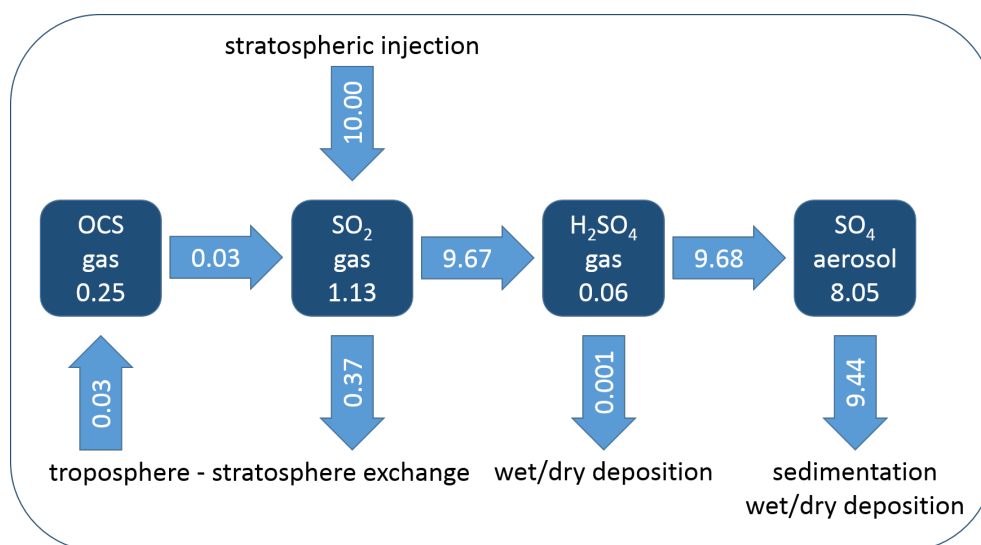 stratospheric injection
10.00
OCS
gas
0.25
0.03
SO₂
gas
1.13
9.67
H₂SO₄
gas
0.06
9.68
SO₄
aerosol
8.05
0.03
0.37
0.001
9.44
troposphere - stratosphere exchange
wet/dry deposition
sedimentation
wet/dry deposition